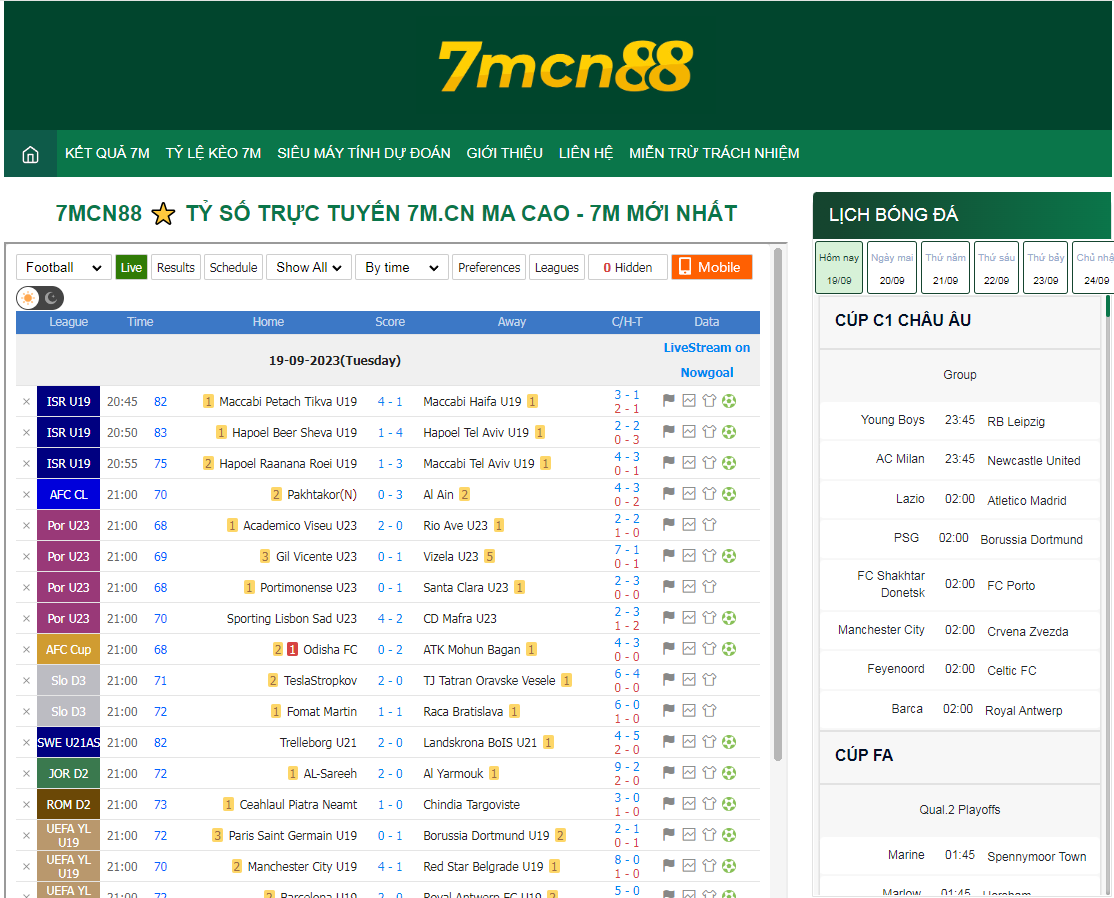 7mcn88
KẾT QUẢ 7M TỶ LỆ KÈO 7M SIÊU MÁY TÍNH DỰ ĐOÁN GIỚI THIỆU LIÊN HỆ MIỄN TRỪ TRÁCH NHIỆM
7MCN88 ⭐ TỶ SỐ TRỰC TUYẾN 7M.CN MA CAO - 7M MỚI NHẤT
Football Live Results Schedule Show All By time Preferences Leagues 0 Hidden Mobile
League Time Home Score Away C/H-T Data
19-09-2023(Tuesday) LiveStream on
Nowgoal
× ISR U19 20:45 82 1 Maccabi Petach Tikva U19 4 - 1 Maccabi Haifa U19 1 3 - 1
2 - 1
× ISR U19 20:50 83 1 Hapoel Beer Sheva U19 1 - 4 Hapoel Tel Aviv U19 1 2 - 2
0 - 3
× ISR U19 20:55 75 2 Hapoel Raanana Roei U19 1 - 3 Maccabi Tel Aviv U19 1 4 - 3
0 - 1
× AFC CL 21:00 70 2 Pakhtakor(N) 0 - 3 Al Ain 2 4 - 3
0 - 2
× Por U23 21:00 68 1 Academico Viseu U23 2 - 0 Rio Ave U23 1 2 - 2
1 - 0
× Por U23 21:00 69 3 Gil Vicente U23 0 - 1 Vizela U23 5 7 - 1
0 - 1
× Por U23 21:00 68 1 Portimonense U23 0 - 1 Santa Clara U23 1 2 - 3
0 - 0
× Por U23 21:00 70 Sporting Lisbon Sad U23 4 - 2 CD Mafra U23 2 - 3
1 - 2
× AFC Cup 21:00 68 2 1 Odisha FC 0 - 2 ATK Mohun Bagan 1 4 - 3
0 - 0
× Slo D3 21:00 71 2 TeslaStropkov 2 - 0 TJ Tatran Oravske Vesele 1 6 - 4
0 - 0
× Slo D3 21:00 72 1 Fomat Martin 1 - 1 Raca Bratislava 1 6 - 0
1 - 0
× SWE U21AS 21:00 82 Trelleborg U21 2 - 0 Landskrona BoIS U21 1 4 - 5
2 - 0
× JOR D2 21:00 72 1 AL-Sareeh 2 - 0 Al Yarmouk 1 9 - 2
2 - 0
× ROM D2 21:00 73 1 Ceahlaul Piatra Neamt 1 - 0 Chindia Targoviste 3 - 0
1 - 0
× UEFA YL U19 21:00 72 3 Paris Saint Germain U19 0 - 1 Borussia Dortmund U19 2 2 - 1
0 - 1
× UEFA YL U19 21:00 70 2 Manchester City U19 4 - 1 Red Star Belgrade U19 1 8 - 0
1 - 0
× UEFA YL 21:00 72 2 Barcelona U19 2 - 0 Royal Antwerp FC U19 2 5 - 0
LỊCH BÓNG ĐÁ
Hôm nay Ngày mai Thứ năm Thứ sáu Thứ bảy Chủ nhậ
19/09 20/09 21/09 22/09 23/09 24/09
CÚP C1 CHÂU ÂU
Group
Young Boys 23:45 RB Leipzig
AC Milan 23:45 Newcastle United
Lazio 02:00 Atletico Madrid
PSG 02:00 Borussia Dortmund
FC Shakhtar
Donetsk 02:00 FC Porto
Manchester City 02:00 Crvena Zvezda
Feyenoord 02:00 Celtic FC
Barca 02:00 Royal Antwerp
CÚP FA
Qual.2 Playoffs
Marine 01:45 Spennymoor Town
Marlow 01:45 Horsham